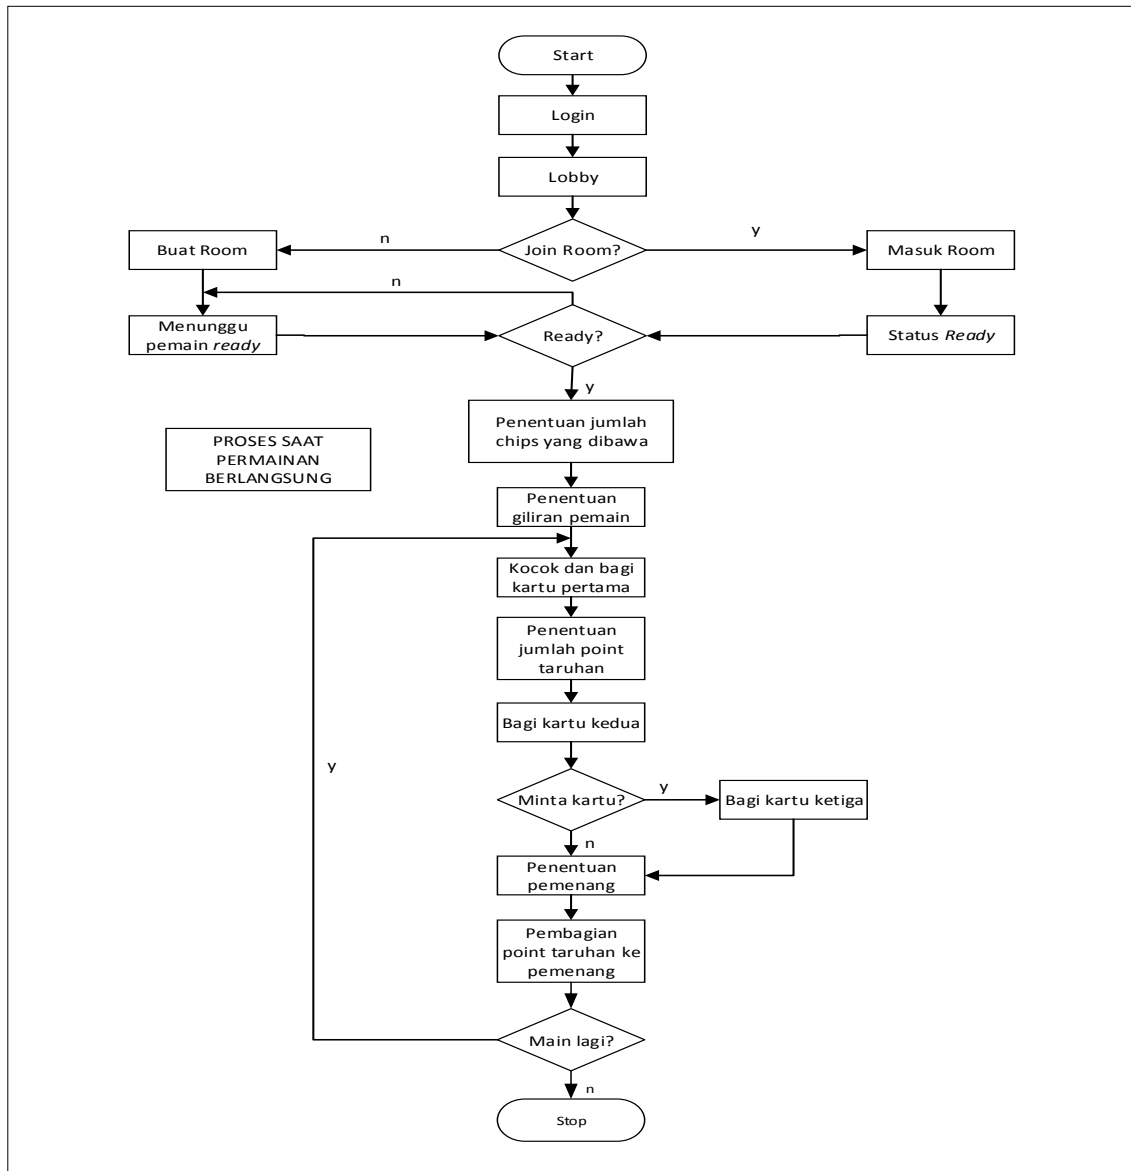 Start
Login
Lobby
n
Join Room?
y
Buat Room
Masuk Room
n
Menunggu
pemain ready
Ready?
Status Ready
y
Penentuan jumlah
chips yang dibawa
PROSES SAAT
PERMAINAN
BERLANGSUNG
Penentuan
giliran pemain
Kocok dan bagi
kartu pertama
Penentuan
jumlah point
taruhan
Bagi kartu kedua
y
Minta kartu?
y
Bagi kartu ketiga
n
Penentuan
pemenang
Pembagian
point taruhan ke
pemenang
Main lagi?
n
Stop